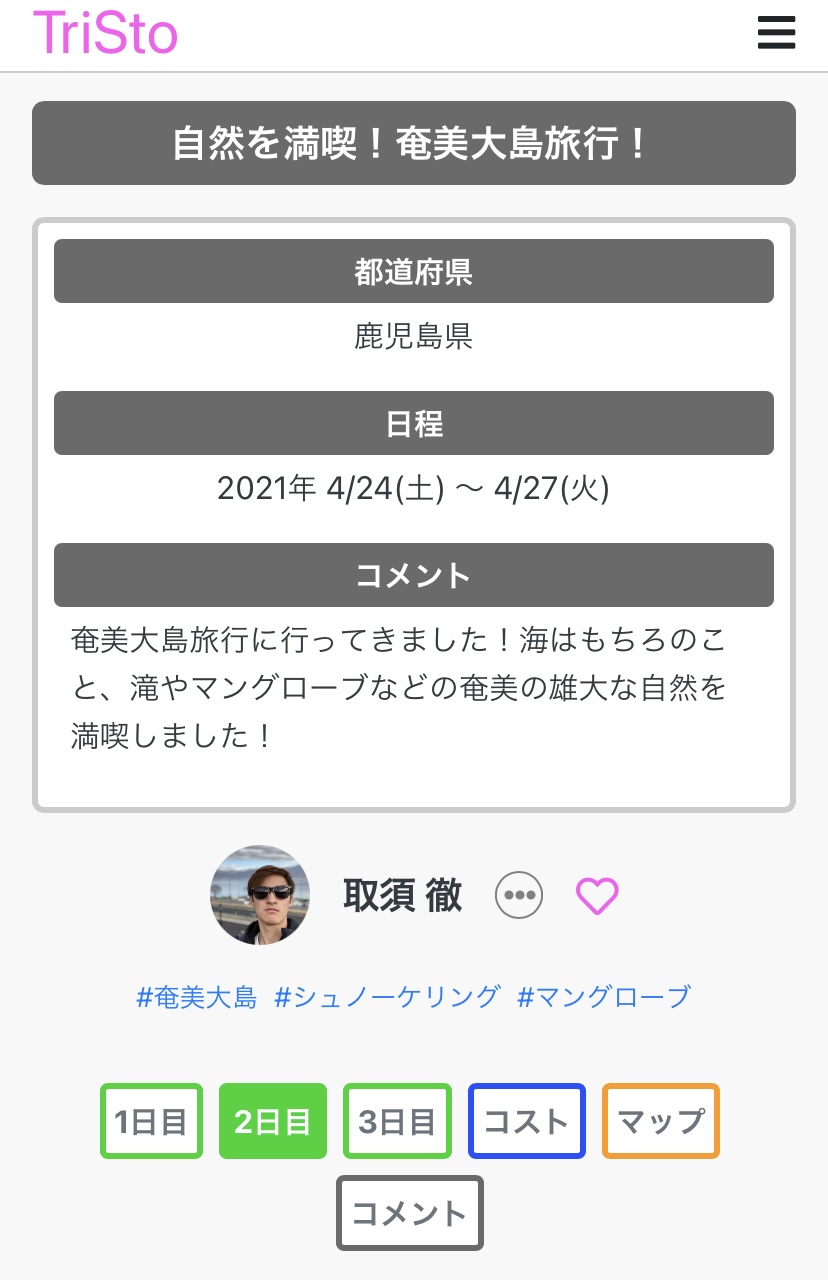 TriSto
自然を満喫！奄美大島旅行！
都道府県
鹿児島県
日程
2021年 4/24(土) 〜 4/27(火)
コメント
奄美大島旅行に行ってきました！海はもちろのこ
と、滝やマングローブなどの奄美の雄大な自然を
満喫しました！
取須 徹
#奄美大島 #シュノーケリング #マングローブ
1日目 2日目 3日目 コスト マップ
コメント